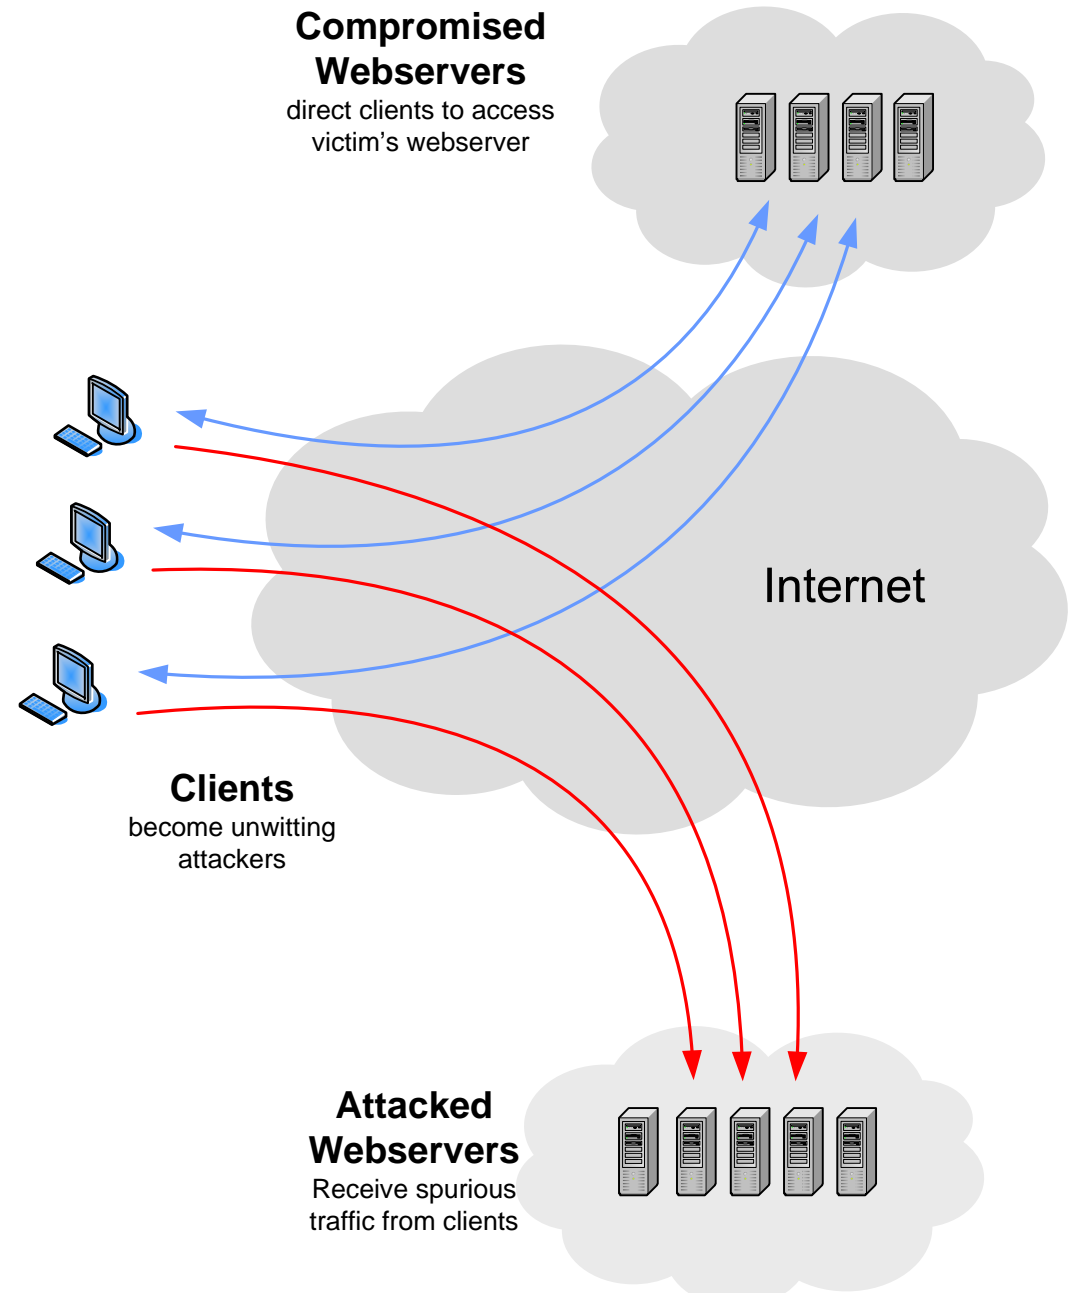 Compromised
Webservers
direct clients to access
victim's webserver
Internet
Clients
become unwitting
attackers
Attacked
Webservers
Receive spurious
traffic from clients